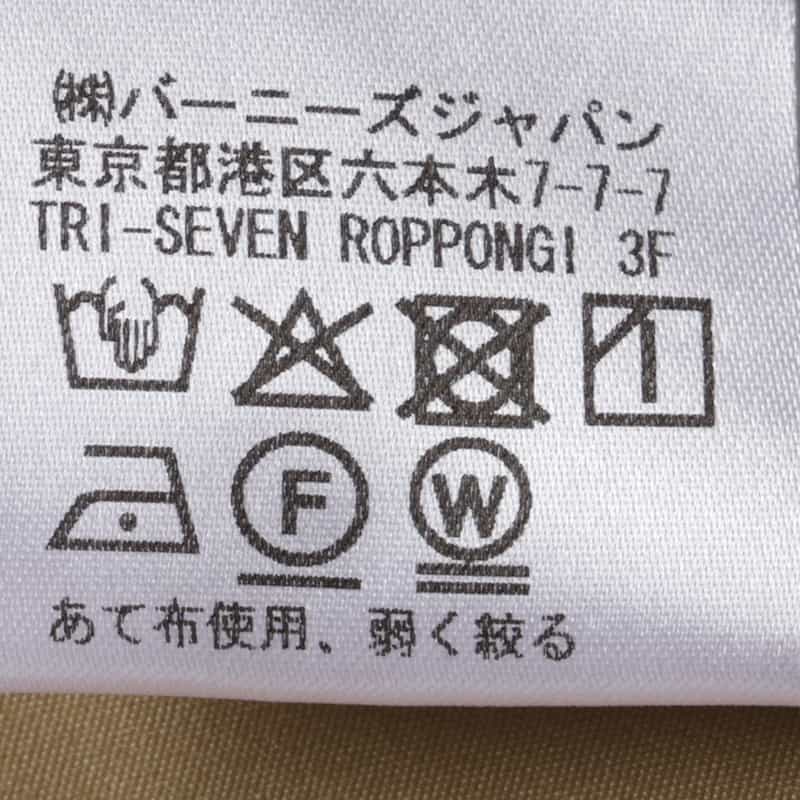 ㈱バーニーズジャパン
東京都港区六本木7-7-7
TRI-SEVEN ROPPONGI 3F
F W
あて布使用、弱く絞る